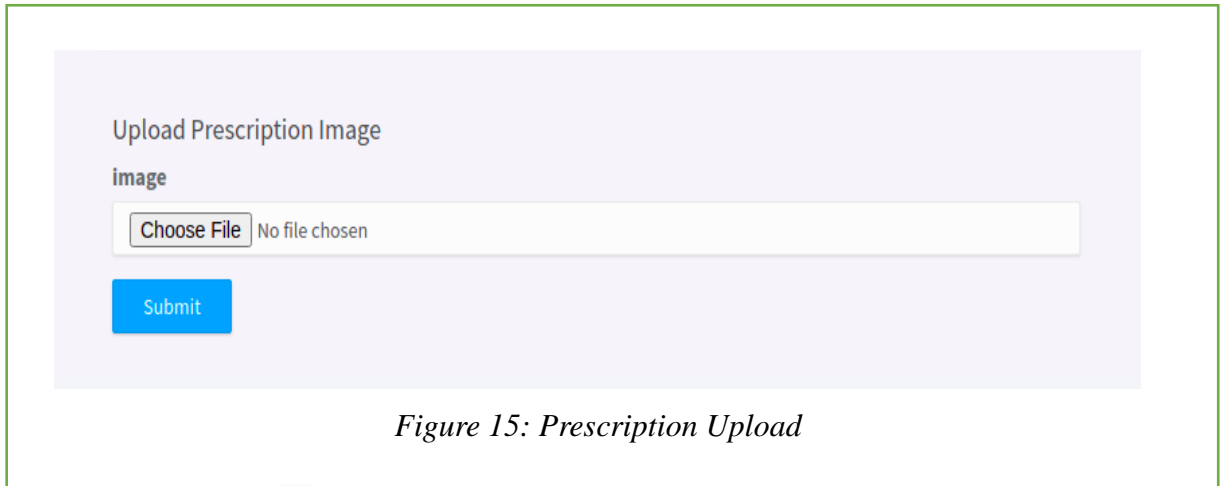 Upload Prescription Image
image
Choose File No file chosen
Submit
Figure 15: Prescription Upload